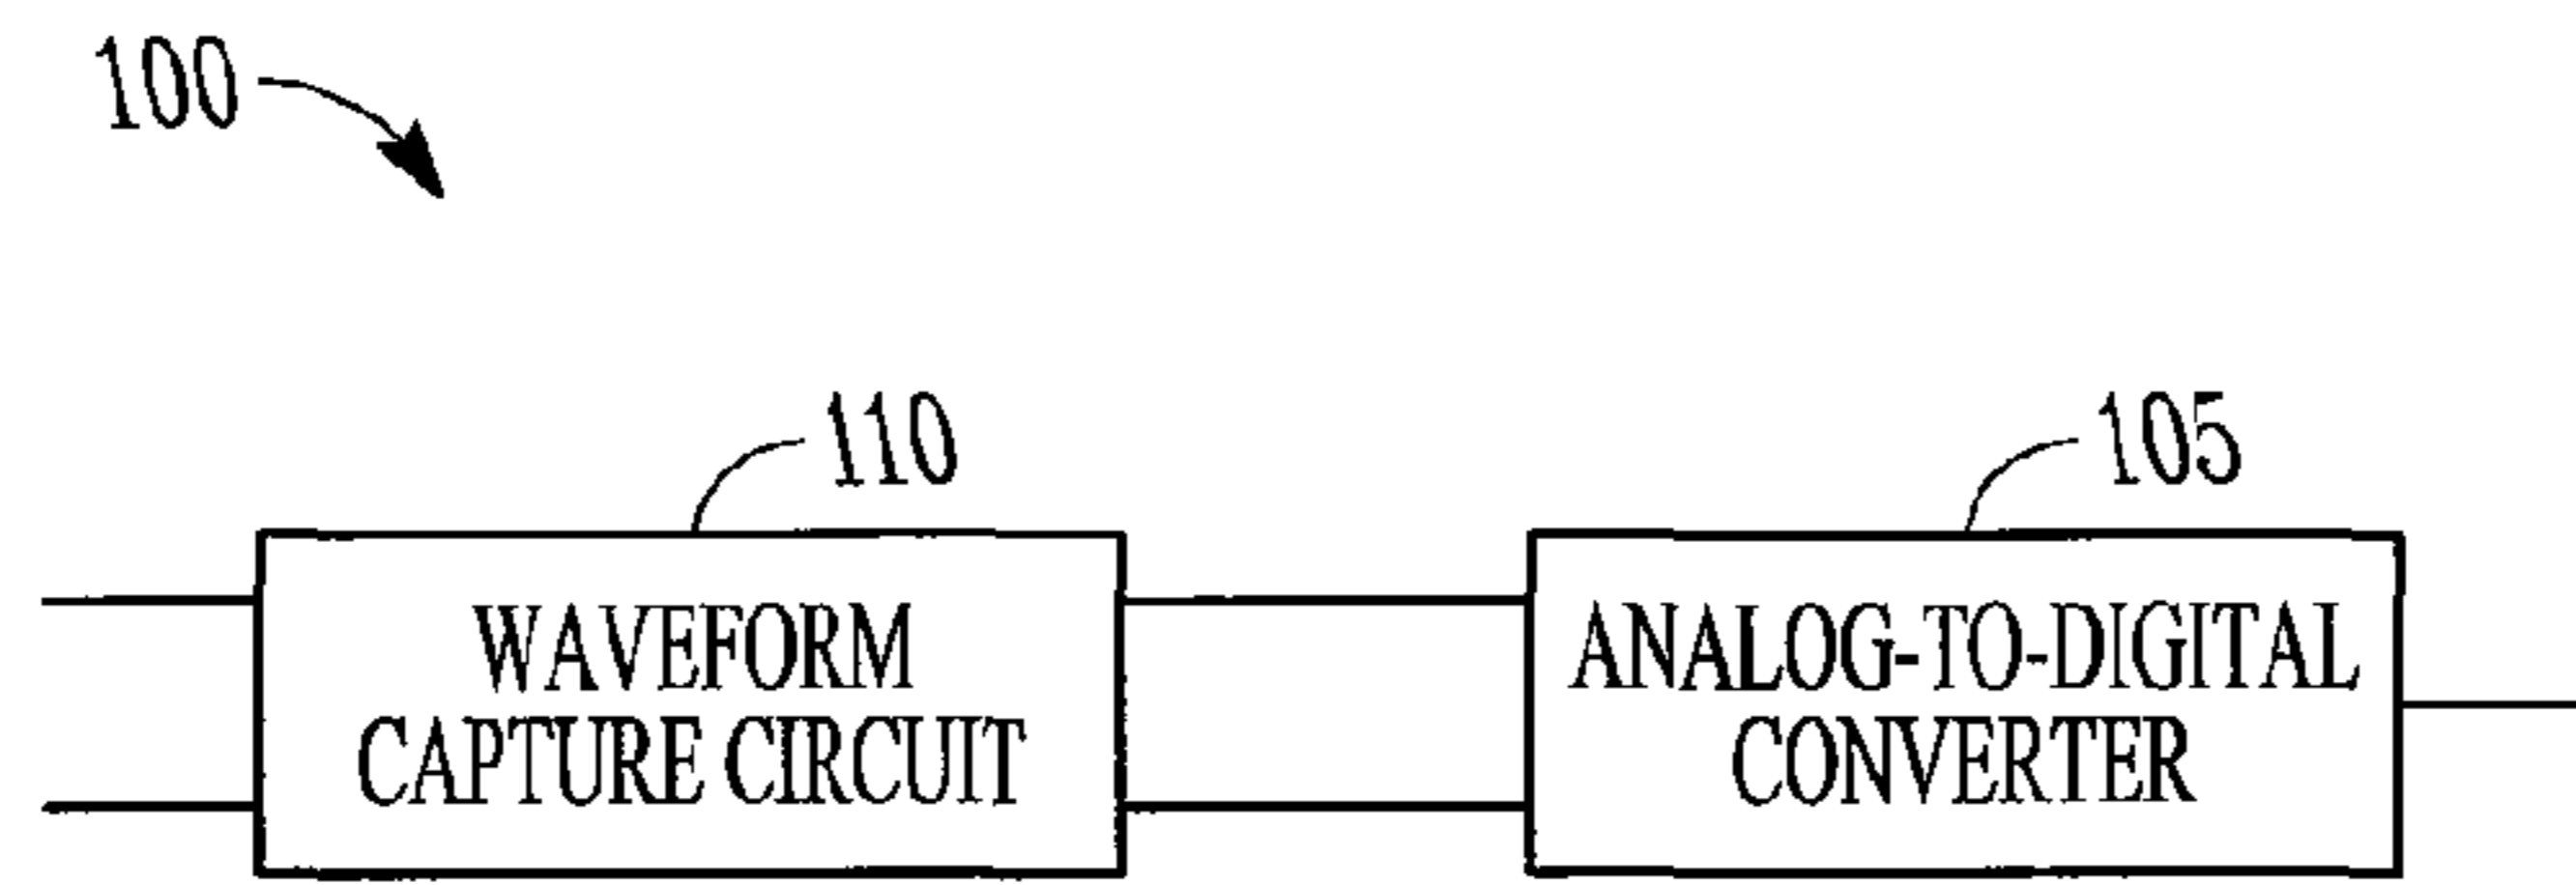 100
110
105
WAVEFORM
CAPTURE CIRCUIT
ANALOG-TO-DIGITAL
CONVERTER